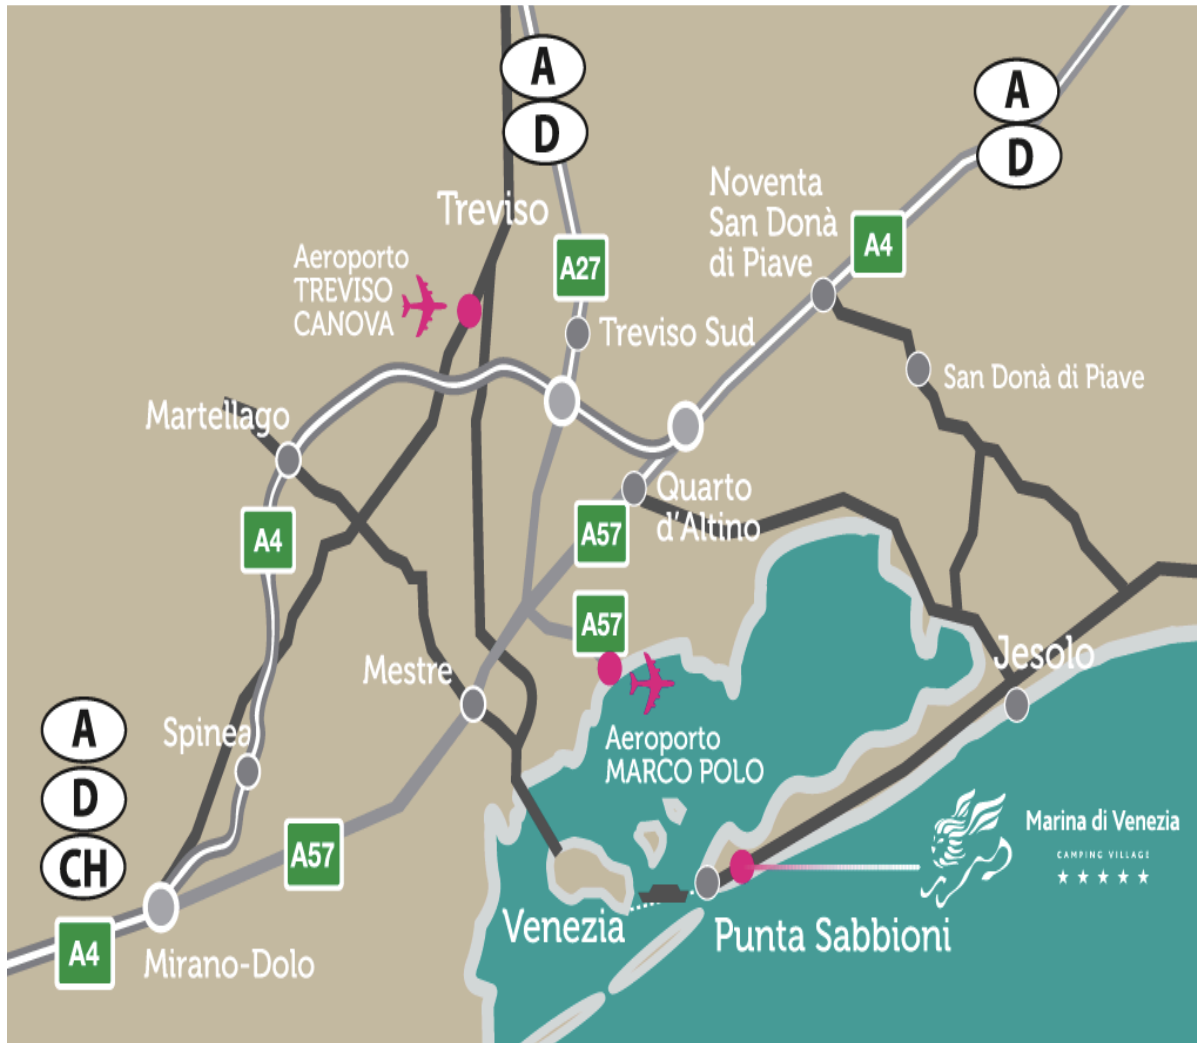 A
D
A
D
Noventa
San Donà
di Piave
Treviso
A4
Aeroporto
TREVISO
CANOVA
A27
Treviso Sud
San Donà di Piave
Martellago
Quarto
d'Altino
A4
A57
A57
Jesolo
Mestre
A
Spinea
D
CH
Aeroporto
MARCO POLO
Marina di Venezia
CAMPING VILLAGE
A57
Venezia
Punta Sabbioni
A4
Mirano-Dolo